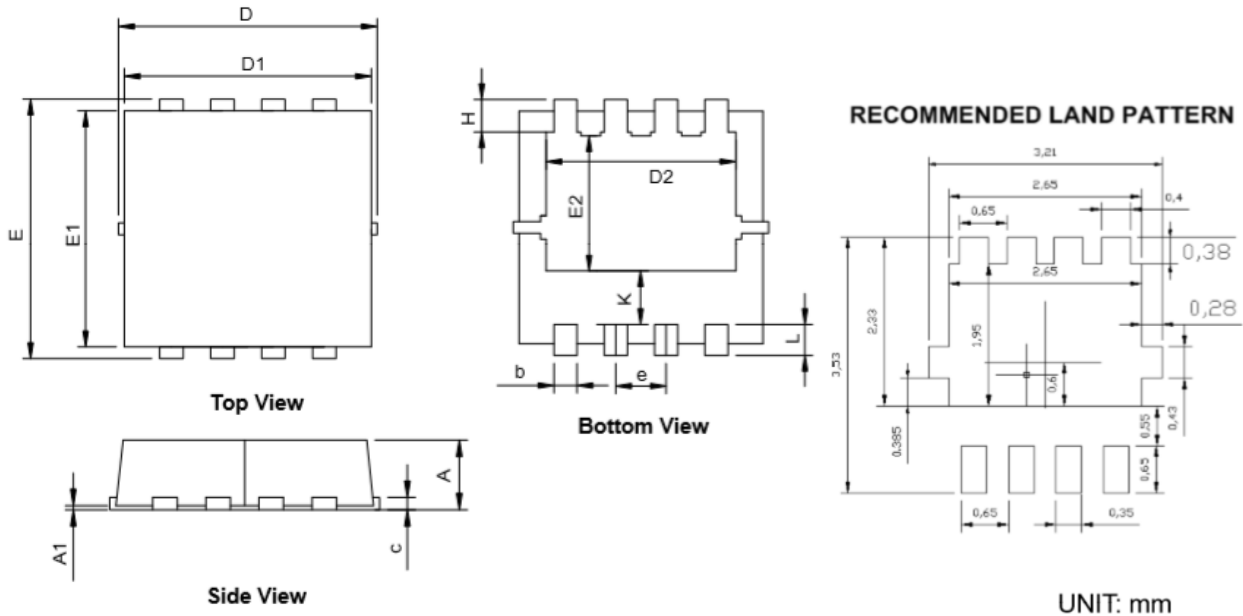 D
D1
E
E1
Top View
H
D2
E2
K
L
b
e
Bottom View
A
A1
c
Side View
RECOMMENDED LAND PATTERN
3,21
2,65
0,65
0,4
0,38
2,65
0,28
3,53
2,33
1,95
0,6
0,43
0,385
0,55
0,65
0,65
0,35
UNIT: mm